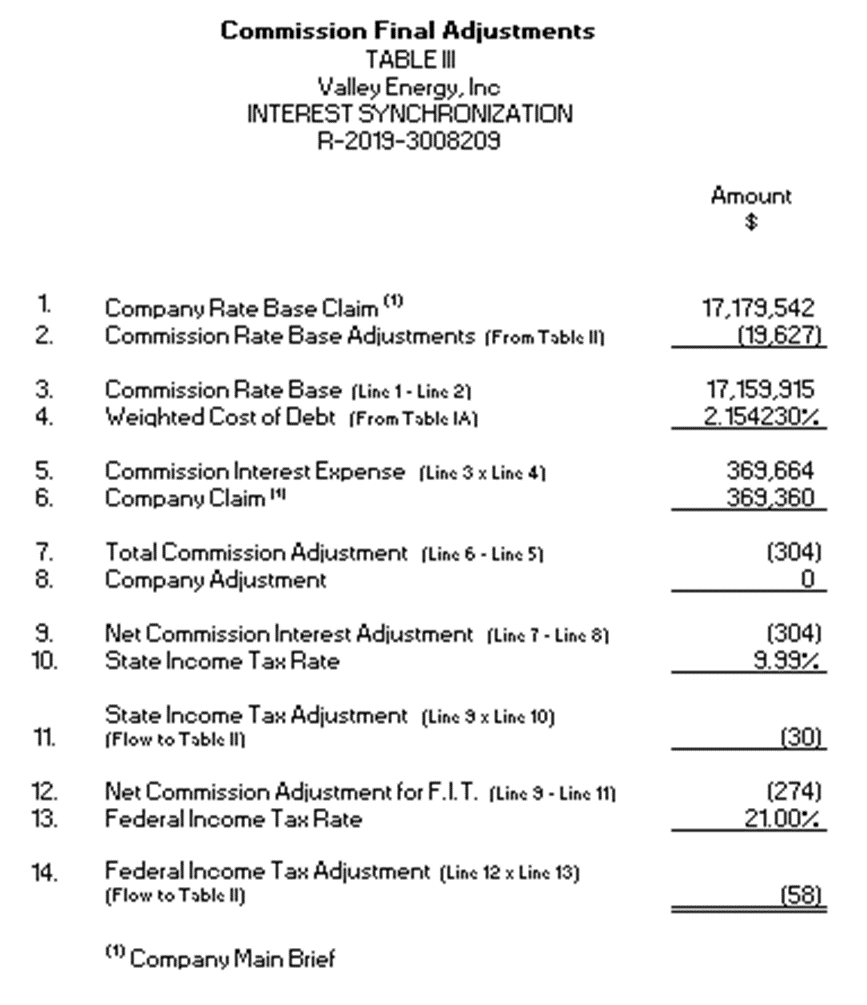 Commission Final Adjustments
TABLE III
Valley Energy, Inc
INTEREST SYNCHRONIZATION
R-2019-3008209
Amount
$
1. Company Rate Base Claim (1) 17,179,542
2. Commission Rate Base Adjustments (From Table II) (19,627)
3. Commission Rate Base (Line 1 - Line 2) 17,159,915
4. Weighted Cost of Debt (From Table IA) 2.154230%
5. Commission Interest Expense (Line 3 x Line 4) 369,664
6. Company Claim (1) 369,360
7. Total Commission Adjustment (Line 6 - Line 5) (304)
8. Company Adjustment 0
9. Net Commission Interest Adjustment (Line 7 - Line 8) (304)
10. State Income Tax Rate 9.99%
State Income Tax Adjustment (Line 9 x Line 10)
11. (Flow to Table II) (30)
12. Net Commission Adjustment for F.I.T. (Line 9 - Line 11) (274)
13. Federal Income Tax Rate 21.00%
14. Federal Income Tax Adjustment (Line 12 x Line 13)
(Flow to Table II) (58)
(1) Company Main Brief